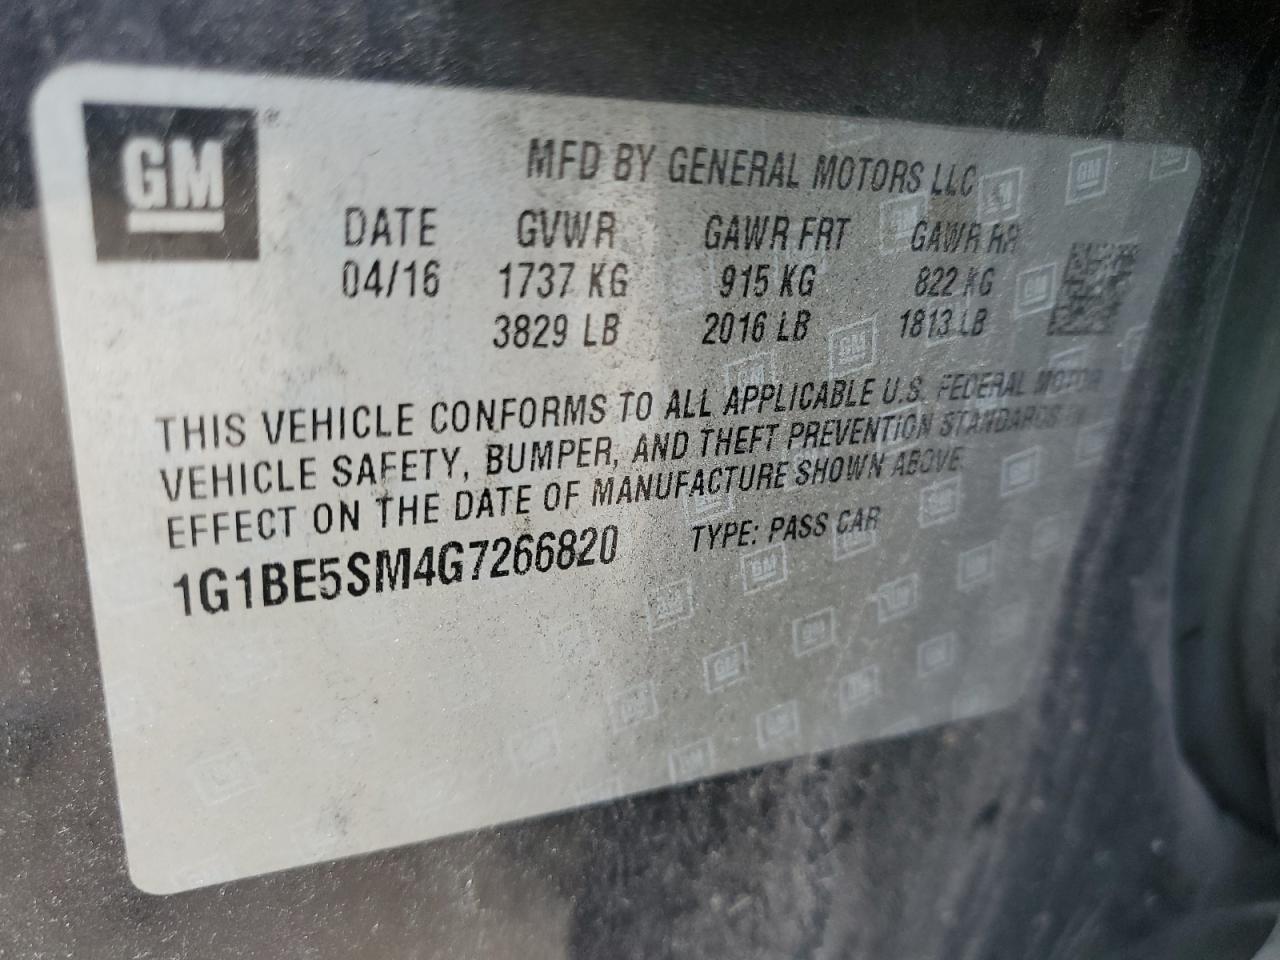 GM
MFD BY GENERAL MOTORS LLC
DATE GVWR GAWR FRT GAWR RR
04/16 1737 KG 915 KG 822 KG
3829 LB 2016 LB 1813 LB
THIS VEHICLE CONFORMS TO ALL APPLICABLE U.S. FEDERAL MOTOR
VEHICLE SAFETY, BUMPER, AND THEFT PREVENTION STANDARDS IN
EFFECT ON THE DATE OF MANUFACTURE SHOWN ABOVE.
1G1BE5SM4G7266820 TYPE: PASS CAR